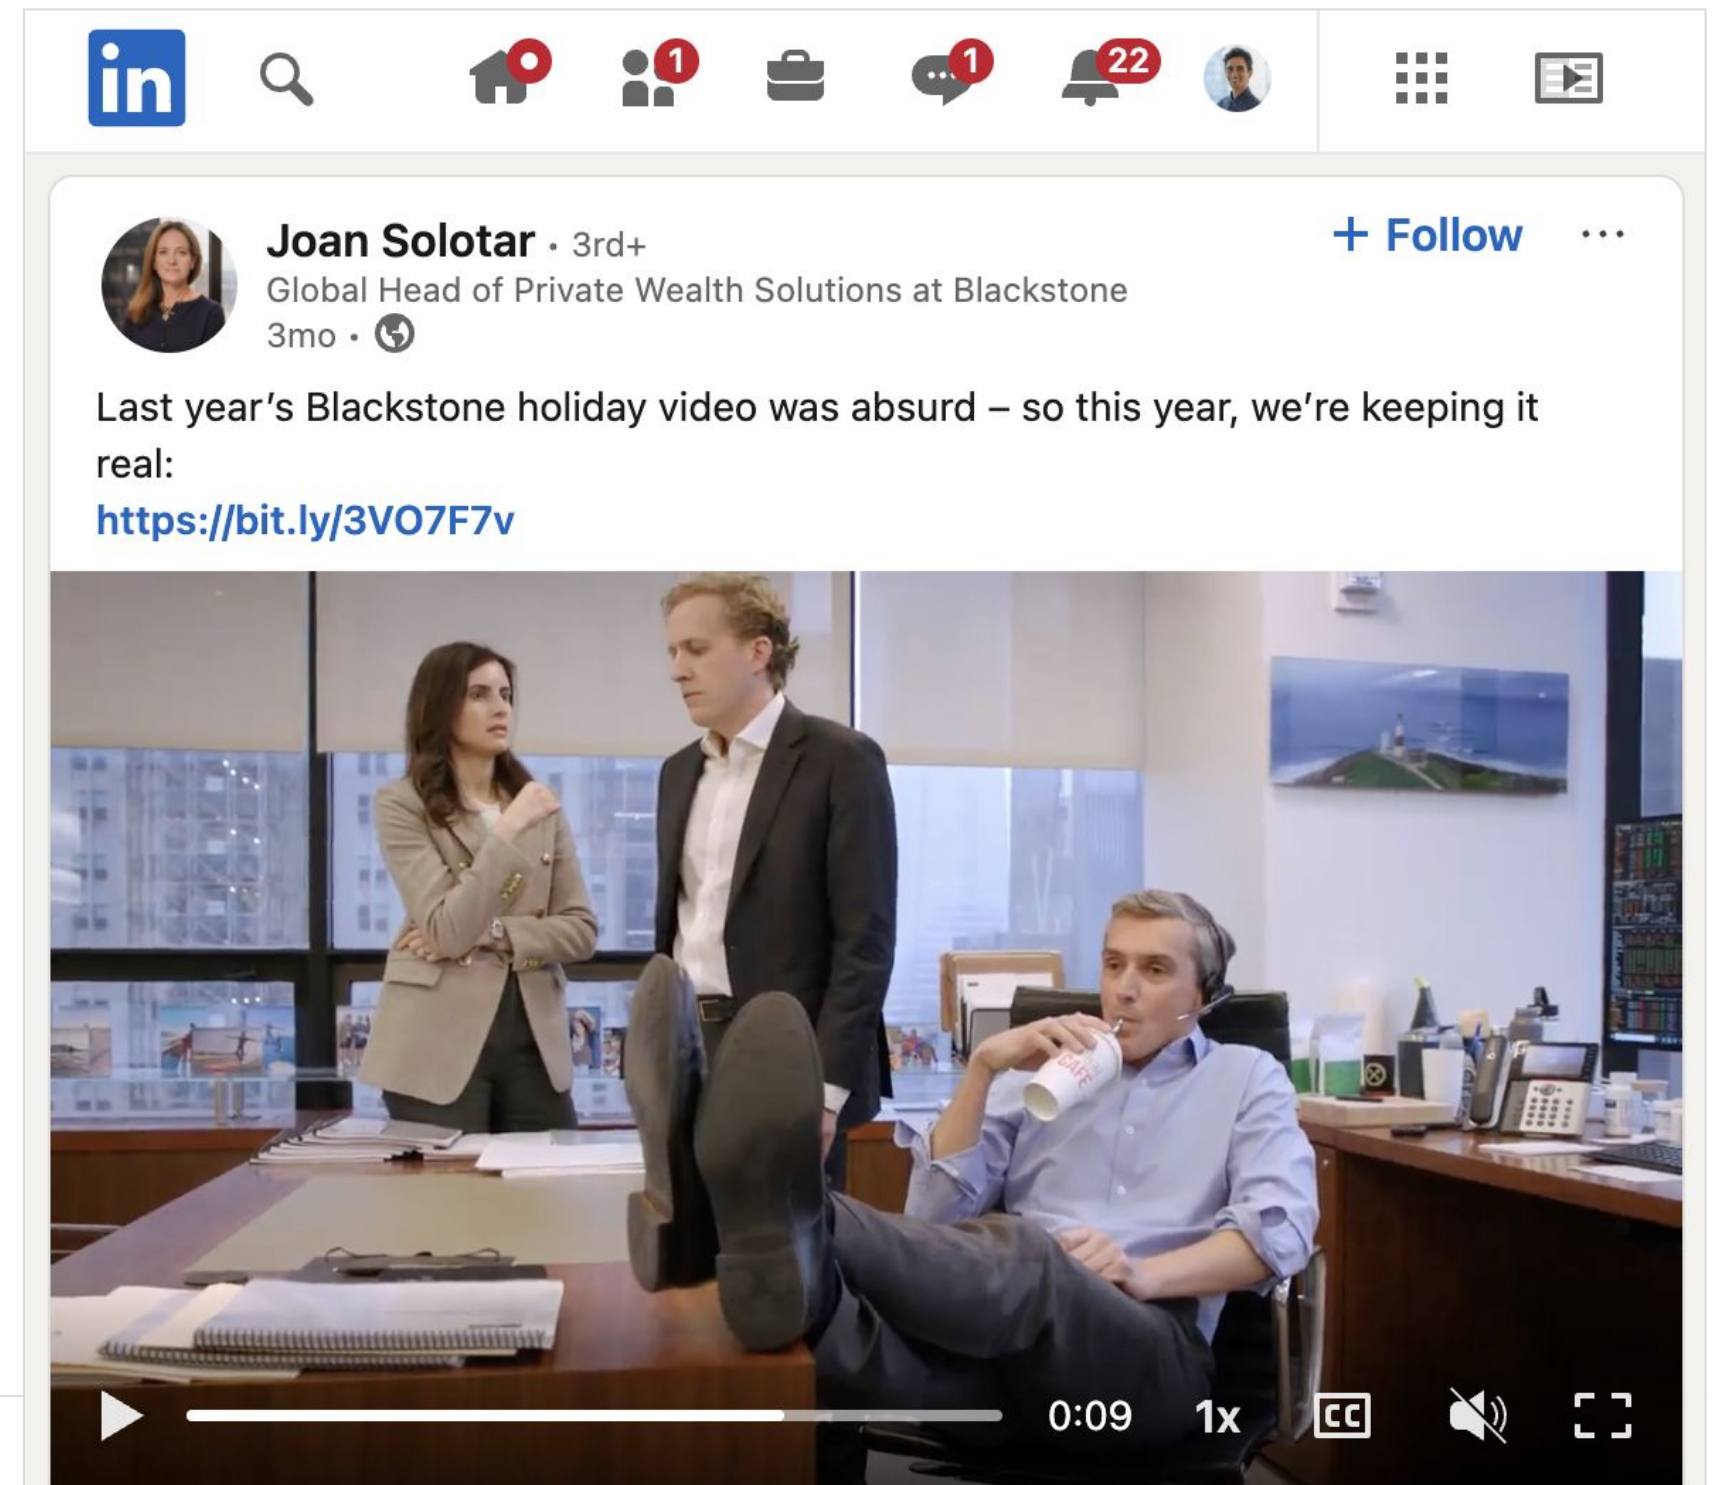 in
1
1
22
Joan Solotar · 3rd+
+ Follow
Global Head of Private Wealth Solutions at Blackstone
3mo •
Last year's Blackstone holiday video was absurd – so this year, we're keeping it
real:
https://bit.ly/3VO7F7v
CAFE
0:09
1x
CC